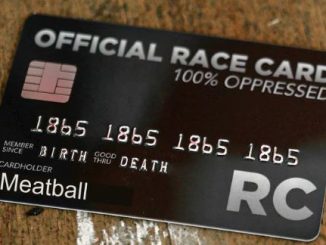 OFFICIAL RACE CARD
100% OPPRESSED
1865 1865 1865 1865
MEMBER SINCE BIRTH GOOD THRU DEATH
CARDHOLDER
Meatball
RC